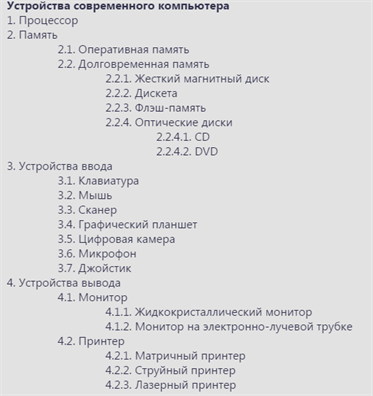 Устройства современного компьютера
1. Процессор
2. Память
2.1. Оперативная память
2.2. Долговременная память
2.2.1. Жесткий магнитный диск
2.2.2. Дискета
2.2.3. Флэш-память
2.2.4. Оптические диски
2.2.4.1. CD
2.2.4.2. DVD
3. Устройства ввода
3.1. Клавиатура
3.2. Мышь
3.3. Сканер
3.4. Графический планшет
3.5. Цифровая камера
3.6. Микрофон
3.7. Джойстик
4. Устройства вывода
4.1. Монитор
4.1.1. Жидкокристаллический монитор
4.1.2. Монитор на электронно-лучевой трубке
4.2. Принтер
4.2.1. Матричный принтер
4.2.2. Струйный принтер
4.2.3. Лазерный принтер